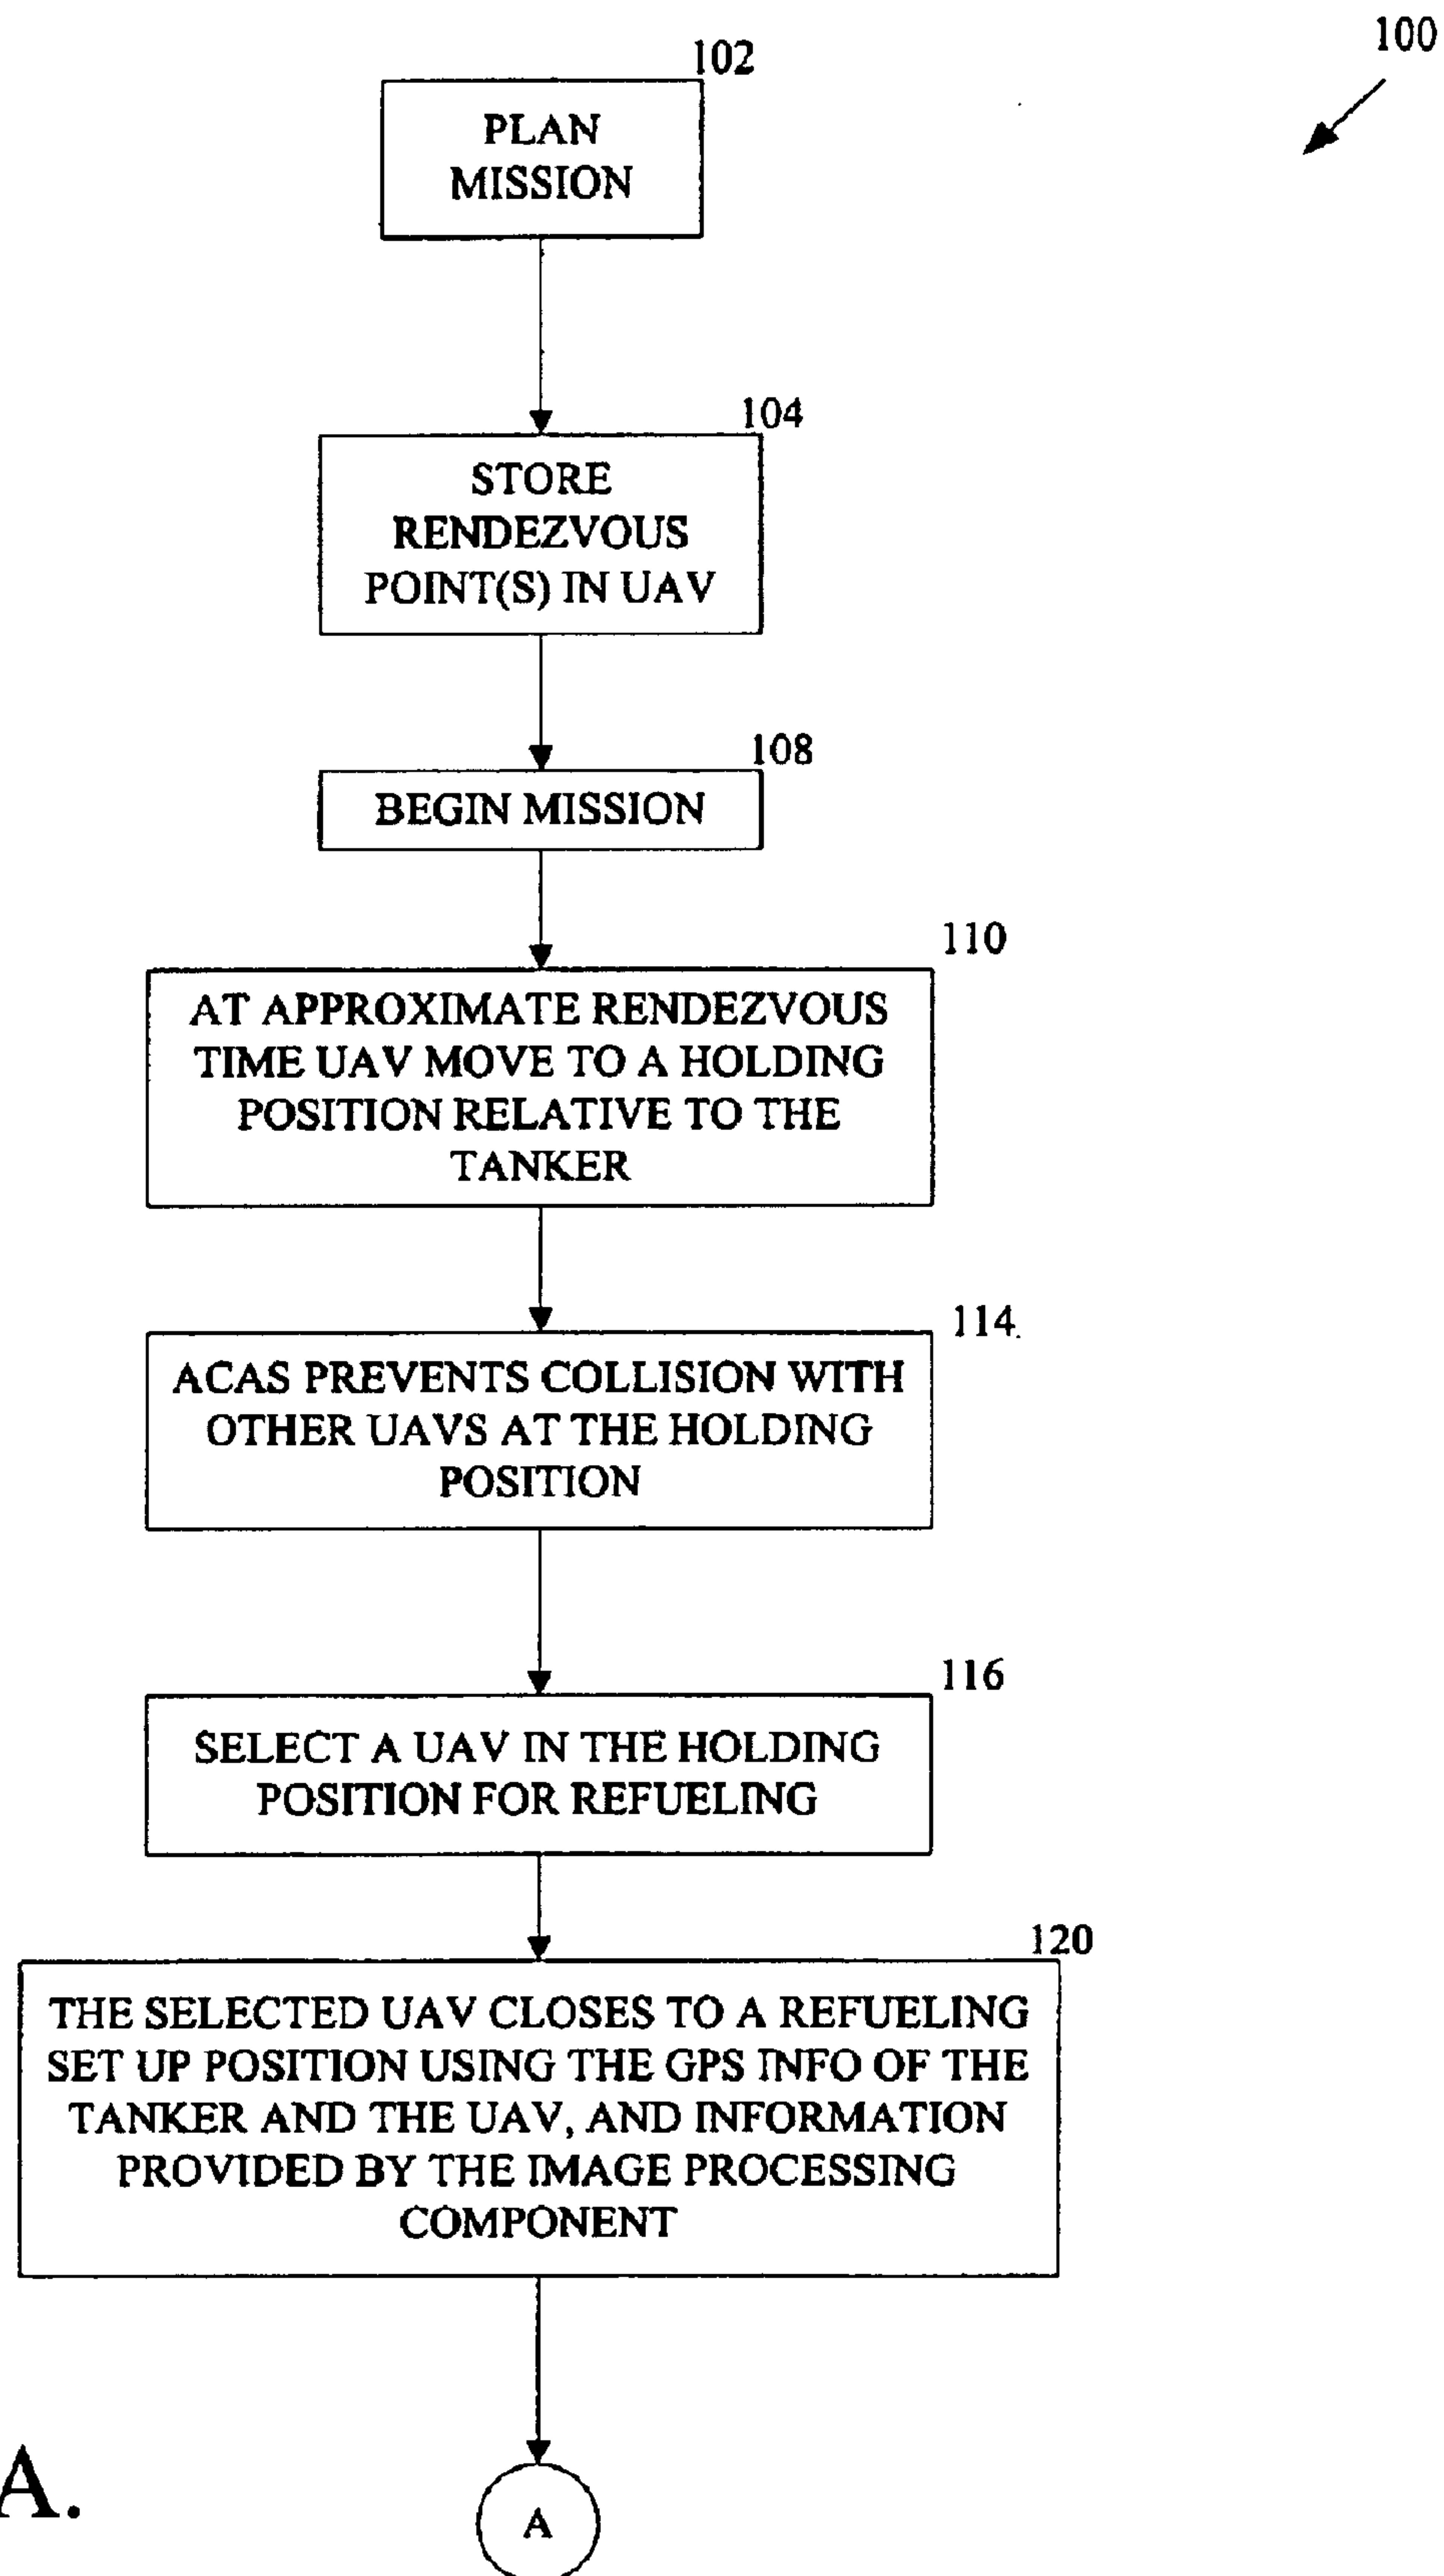 100
102
PLAN
MISSION
104
STORE
RENDEZVOUS
POINT(S) IN UAV
108
BEGIN MISSION
110
AT APPROXIMATE RENDEZVOUS
TIME UAV MOVE TO A HOLDING
POSITION RELATIVE TO THE
TANKER
114
ACAS PREVENTS COLLISION WITH
OTHER UAVS AT THE HOLDING
POSITION
116
SELECT A UAV IN THE HOLDING
POSITION FOR REFUELING
120
THE SELECTED UAV CLOSES TO A REFUELING
SET UP POSITION USING THE GPS INFO OF THE
TANKER AND THE UAV, AND INFORMATION
PROVIDED BY THE IMAGE PROCESSING
COMPONENT
A.
A